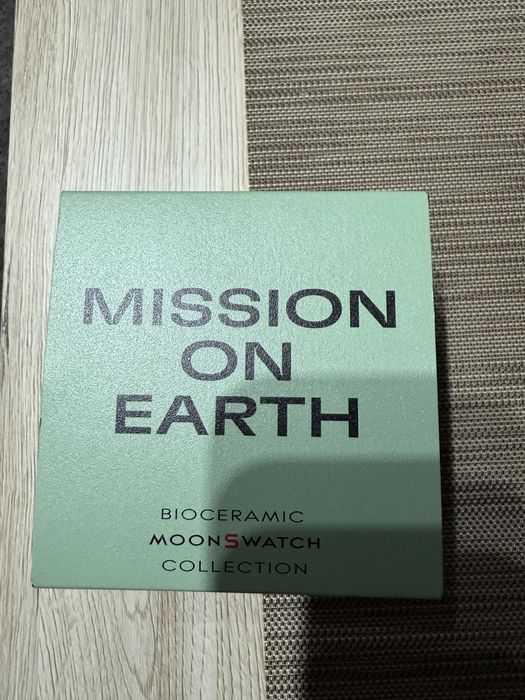 MISSION
ON
EARTH
BIOCERAMIC
MOONSWATCH
COLLECTION